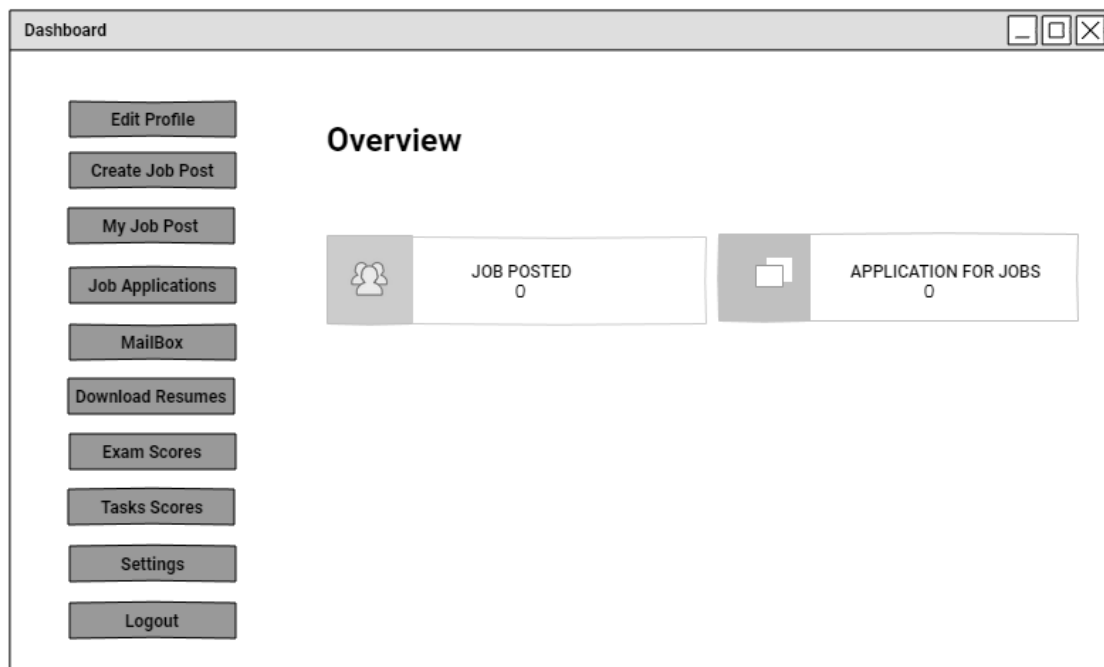 Dashboard
Edit Profile
Create Job Post
My Job Post
Job Applications
MailBox
Download Resumes
Exam Scores
Tasks Scores
Settings
Logout
Overview
JOB POSTED
0
APPLICATION FOR JOBS
0